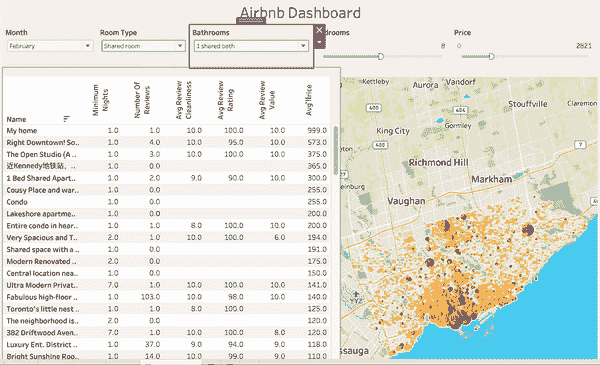 Airbnb Dashboard
Month
Room Type
Bathrooms
drooms
Price
February
Shared room
1 shared bath
8
0
2821
Name
Minimum Nights
Number Of Reviews
Avg Review Cleanliness
Avg Review Rating
Avg Review Value
Avg Price
My home 1.0 1.0 10.0 100.0 10.0 999.0
Right Downtown! So.. 1.0 4.0 10.0 95.0 10.0 573.0
The Open Studio (A .. 1.0 3.0 10.0 100.0 10.0 375.0
近Kennedy地铁站, .. 1.0 0.0 365.0
1 Bed Shared Apart.. 1.0 2.0 9.0 90.0 10.0 300.0
Cousy Place and war.. 1.0 0.0 255.0
Condo 1.0 0.0 255.0
Lakeshore apartme.. 1.0 0.0 200.0
Entire condo in hear.. 1.0 1.0 8.0 100.0 10.0 200.0
Very Spacious and T.. 2.0 1.0 10.0 100.0 6.0 194.0
Shared space with a .. 1.0 0.0 191.0
Modern Renovated .. 2.0 0.0 175.0
Central location nea.. 1.0 0.0 150.0
Ultra Modern Privat.. 7.0 1.0 10.0 100.0 10.0 141.0
Fabulous high-floor .. 1.0 103.0 10.0 98.0 10.0 140.0
Toronto's little nest .. 1.0 1.0 8.0 100.0 125.0
The neighborhood is.. 2.0 0.0 120.0
382 Driftwood Aven.. 7.0 1.0 10.0 100.0 8.0 120.0
Luxury Ent. District .. 1.0 37.0 9.0 94.0 9.0 118.0
Bright Sunshine Roo.. 1.0 14.0 10.0 99.0 9.0 110.0
Kettleby
Aurora
Vandorf
Stouffville
Claremon
400
404
King City
Gormley
7
Richmond Hill
Markham
inburg
Vaughan
YYZ
ssauga